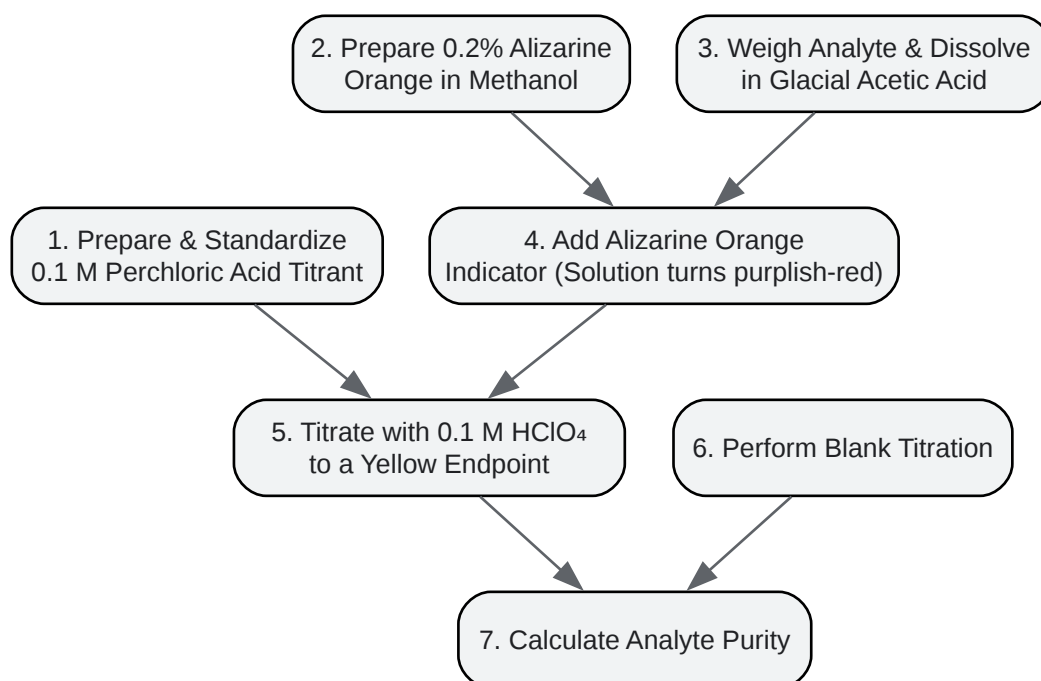 2. Prepare 0.2% Alizarine
Orange in Methanol
3. Weigh Analyte & Dissolve
in Glacial Acetic Acid
1. Prepare & Standardize
0.1 M Perchloric Acid Titrant
4. Add Alizarine Orange
Indicator (Solution turns purplish-red)
5. Titrate with 0.1 M HClO₄
to a Yellow Endpoint
6. Perform Blank Titration
7. Calculate Analyte Purity